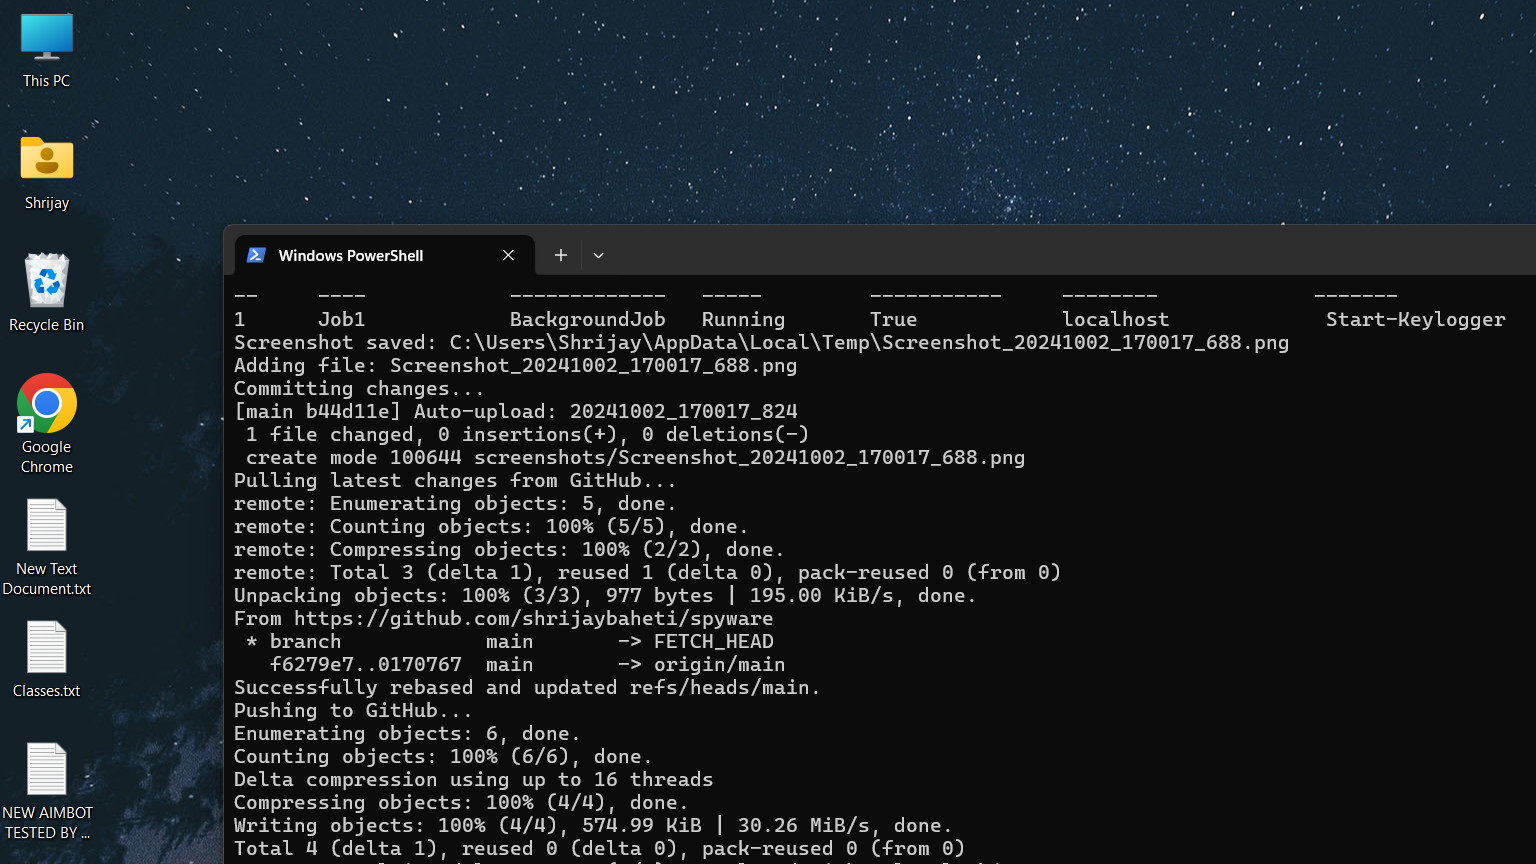 This PC
Shrijay
Recycle Bin
Google
Chrome
New Text
Document.txt
Classes.txt
NEW AIMBOT
TESTED BY ...
Windows PowerShell
-- ---- ------------- ----- ----------- -------- -------
1 Job1 BackgroundJob Running True localhost Start-Keylogger
Screenshot saved: C:\Users\Shrijay\AppData\Local\Temp\Screenshot_20241002_170017_688.png
Adding file: Screenshot_20241002_170017_688.png
Committing changes...
[main b44d11e] Auto-upload: 20241002_170017_824
1 file changed, 0 insertions(+), 0 deletions(-)
create mode 100644 screenshots/Screenshot_20241002_170017_688.png
Pulling latest changes from GitHub...
remote: Enumerating objects: 5, done.
remote: Counting objects: 100% (5/5), done.
remote: Compressing objects: 100% (2/2), done.
remote: Total 3 (delta 1), reused 1 (delta 0), pack-reused 0 (from 0)
Unpacking objects: 100% (3/3), 977 bytes | 195.00 KiB/s, done.
From https://github.com/shrijaybaheti/spyware
* branch main -> FETCH_HEAD
f6279e7..0170767 main -> origin/main
Successfully rebased and updated refs/heads/main.
Pushing to GitHub...
Enumerating objects: 6, done.
Counting objects: 100% (6/6), done.
Delta compression using up to 16 threads
Compressing objects: 100% (4/4), done.
Writing objects: 100% (4/4), 574.99 KiB | 30.26 MiB/s, done.
Total 4 (delta 1), reused 0 (delta 0), pack-reused 0 (from 0)